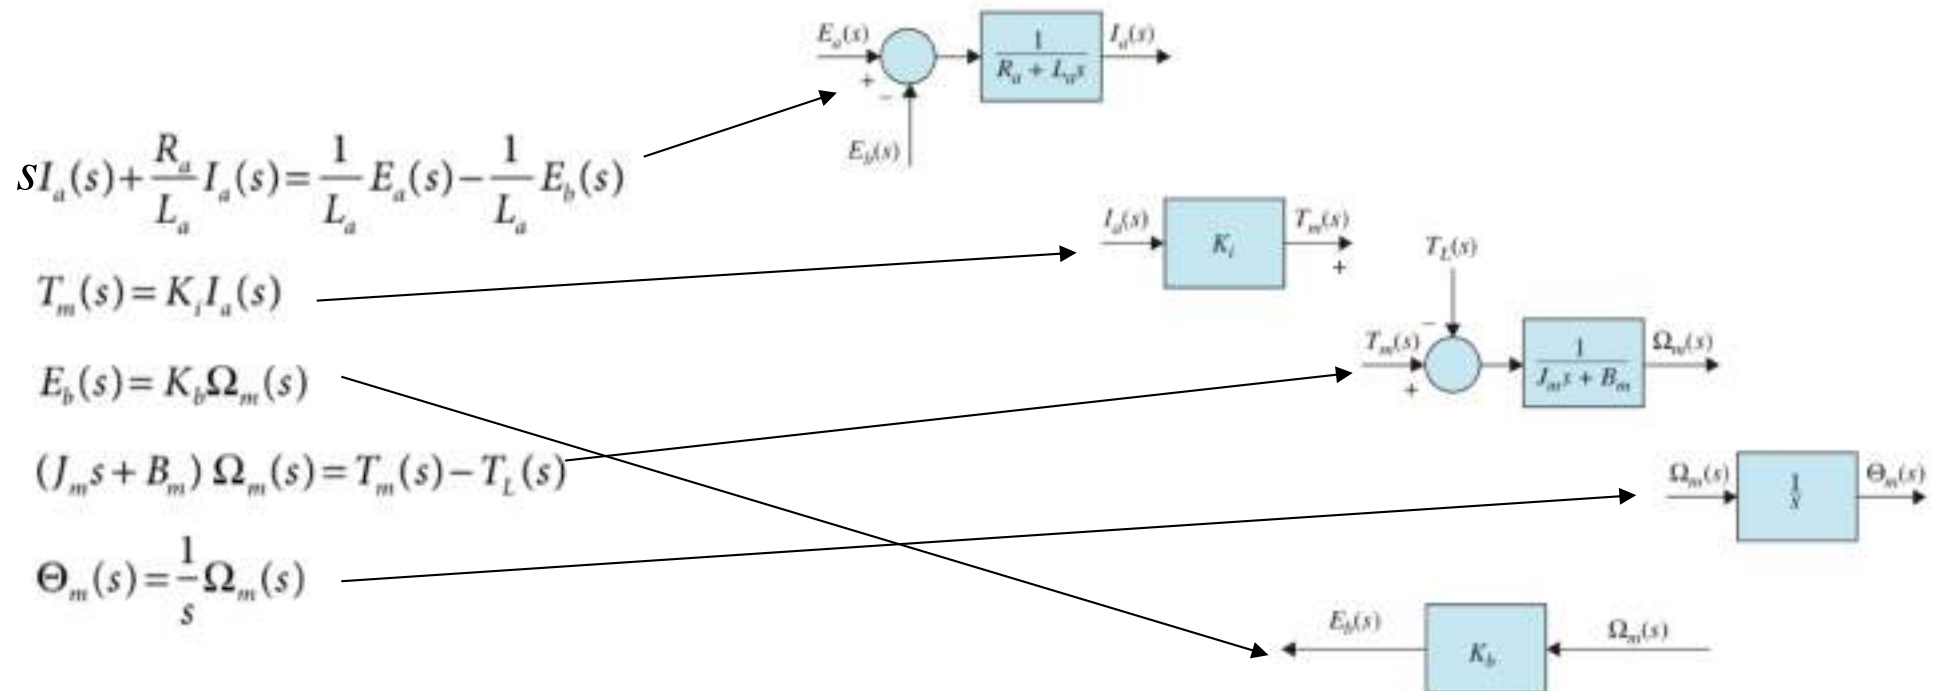 sI_a(s)+R_a/L_a I_a(s)=1/L_a E_a(s)−1/L_a E_b(s)
T_m(s)=K_i I_a(s)
E_b(s)=K_b Ω_m(s)
(J_m s+B_m) Ω_m(s)=T_m(s)−T_L(s)
Θ_m(s)=1/s Ω_m(s)
E_a(s)
+
−
E_b(s)
1/(R_a + L_a s)
I_a(s)
I_a(s)
K_i
T_m(s)
+
T_L(s)
−
T_m(s)
+
1/(J_m s + B_m)
Ω_m(s)
Ω_m(s)
1/s
Θ_m(s)
E_b(s)
K_b
Ω_m(s)